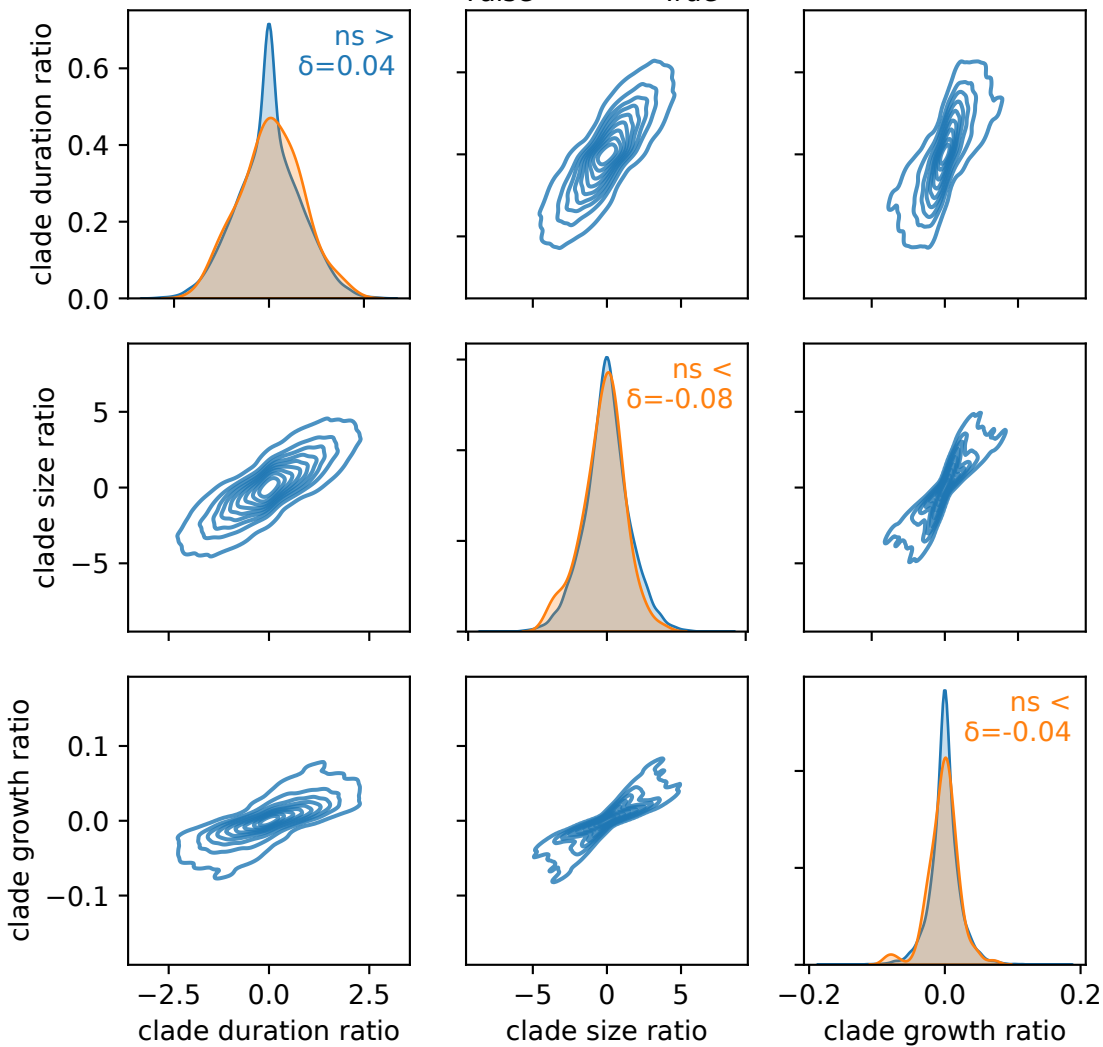 clade duration ratio
0.6
0.4
0.2
0.0
ns >
δ=0.04
clade size ratio
5
0
−5
ns <
δ=-0.08
clade growth ratio
0.1
0.0
−0.1
ns <
δ=-0.04
−2.5 0.0 2.5
−5 0 5
−0.2 0.0 0.2
clade duration ratio
clade size ratio
clade growth ratio